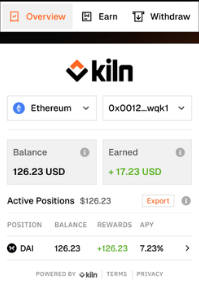 Overview Earn Withdraw
kiln
Ethereum 0x0012...wqk1
Balance Earned
126.23 USD + 17.23 USD
Active Positions $126.23 Export
POSITION BALANCE REWARDS APY
DAI 126.23 +126.23 7.23%
POWERED BY kiln TERMS PRIVACY